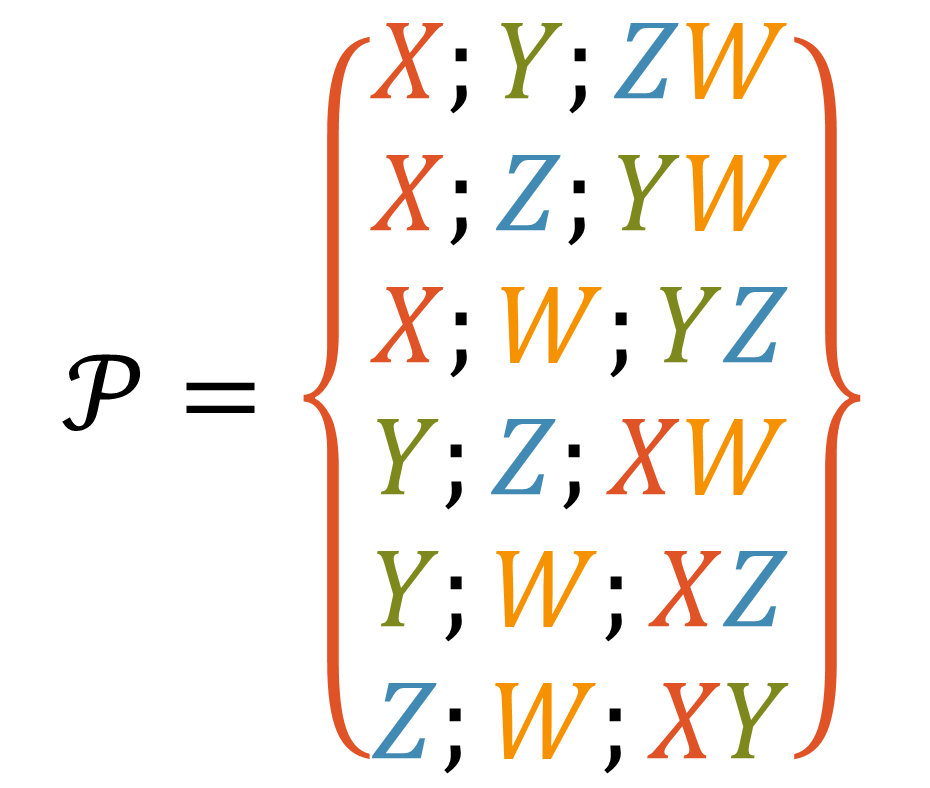 X; Y; ZW
X; Z; YW
X; W; YZ
𝒫 =
Y; Z; XW
Y; W; XZ
Z; W; XY